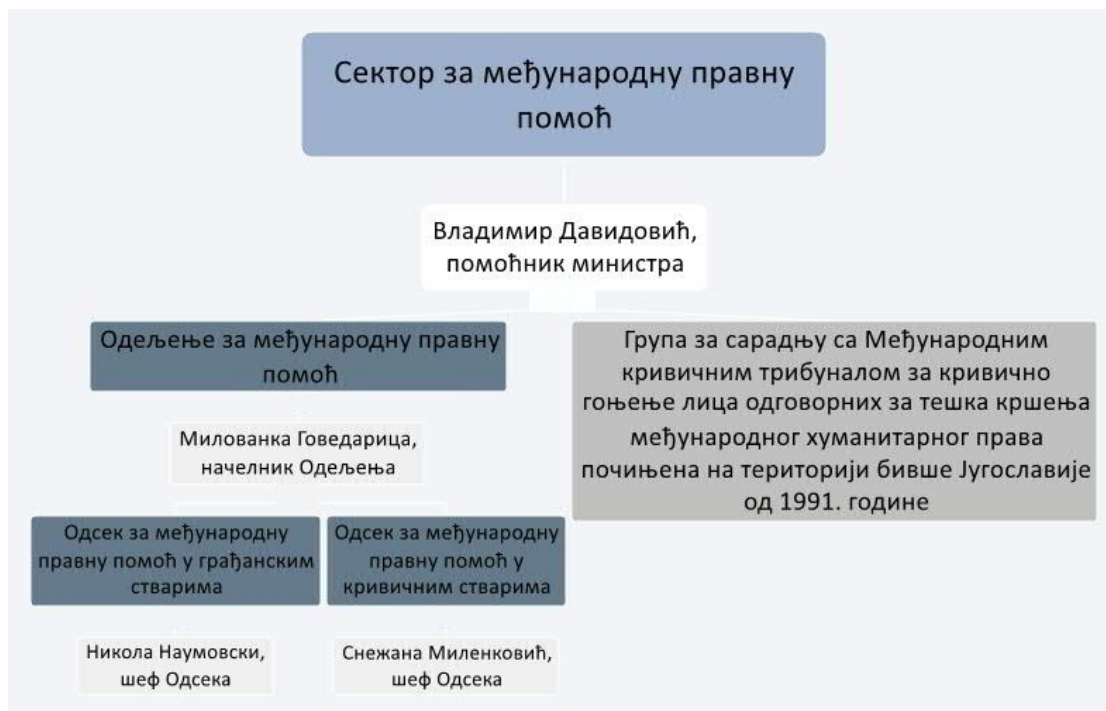 Сектор за међународну правну
помоћ
Владимир Давидовић,
помоћник министра
Одељење за међународну правну
помоћ
Милованка Говедарица,
начелник Одељења
Одсек за међународну
правну помоћ у грађанским
стварима
Никола Наумовски,
шеф Одсека
Одсек за међународну
правну помоћ у
кривичним стварима
Снежана Миленковић,
шеф Одсека
Група за сарадњу са Међународним
кривичним трибуналом за кривично
гоњење лица одговорних за тешка кршења
међународног хуманитарног права
почињена на територији бивше Југославије
од 1991. године